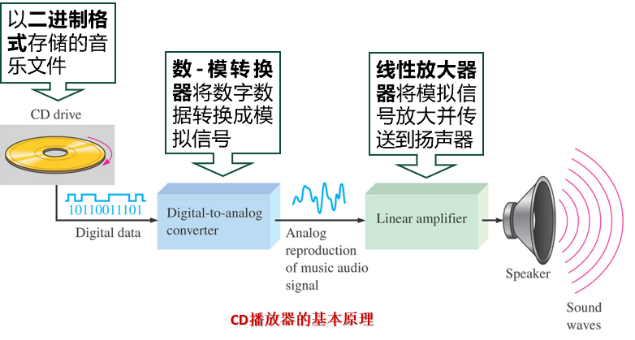 以二进制格
式存储的音
乐文件
数-模转换
器将数字数
据转换成模
拟信号
线性放大器
器将模拟信
号放大并传
送到扬声器
CD drive
10110011101
Digital data
Digital-to-analog
converter
Analog
reproduction
of music audio
signal
Linear amplifier
Speaker
Sound
waves
CD播放器的基本原理